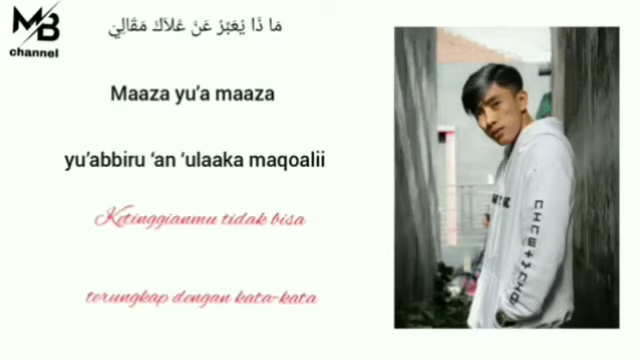 MB
channel
مَا ذَا يُعَبِّرُ عَنْ عُلَاكَ مَقَالِيْ
Maaza yu'a maaza
yu'abbiru 'an 'ulaaka maqoalii
Ketinggianmu tidak bisa
terungkap dengan kata-kata